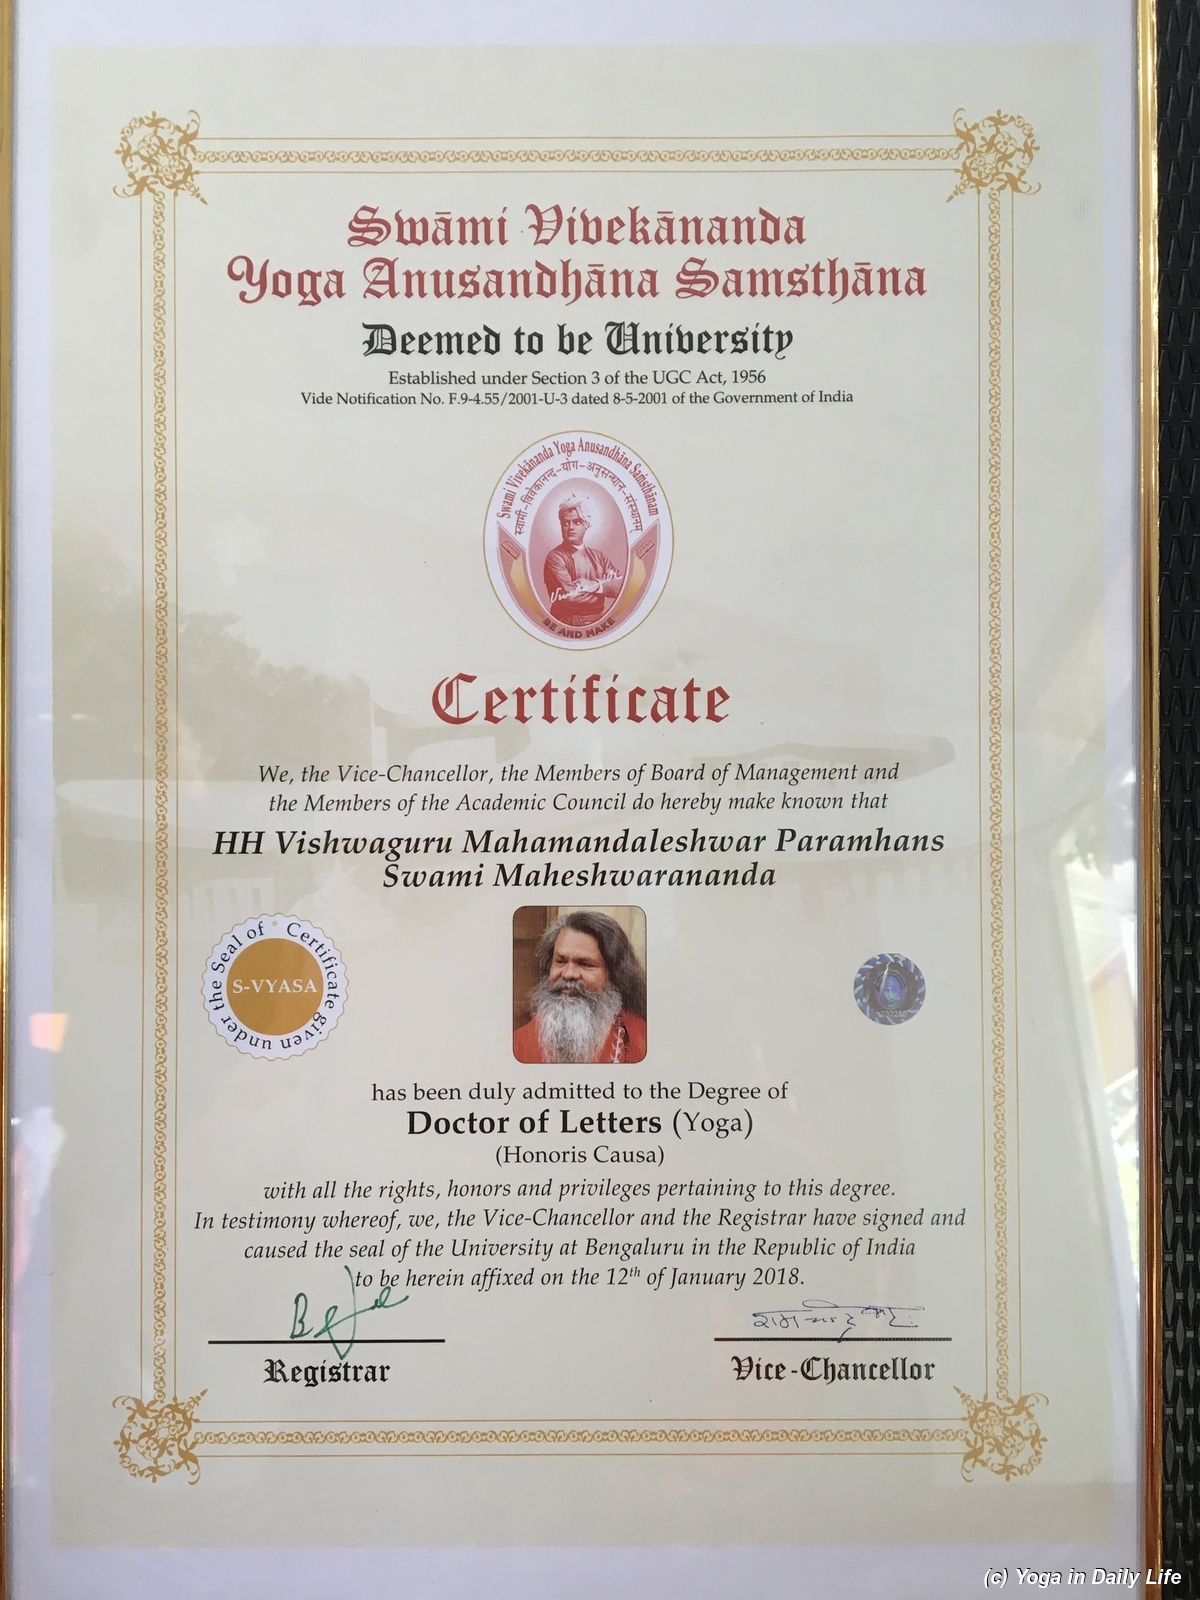 Swāmi Vivekānanda
Yoga Anusandhāna Samsthāna
Deemed to be University
Established under Section 3 of the UGC Act, 1956
Vide Notification No. F.9-4.55/2001-U-3 dated 8-5-2001 of the Government of India
Swami Vivekānanda Yoga Anusandhāna Samsthānam
स्वामी-विवेकानन्द-योग-अनुसन्धान-संस्थानम्
BE AND MAKE
Certificate
We, the Vice-Chancellor, the Members of Board of Management and
the Members of the Academic Council do hereby make known that
HH Vishwaguru Mahamandaleshwar Paramhans
Swami Maheshwarananda
Certificate given under the Seal of *
S-VYASA
has been duly admitted to the Degree of
Doctor of Letters (Yoga)
(Honoris Causa)
with all the rights, honors and privileges pertaining to this degree.
In testimony whereof, we, the Vice-Chancellor and the Registrar have signed and
caused the seal of the University at Bengaluru in the Republic of India
to be herein affixed on the 12th of January 2018.
Registrar
Vice-Chancellor
(c) Yoga in Daily Life